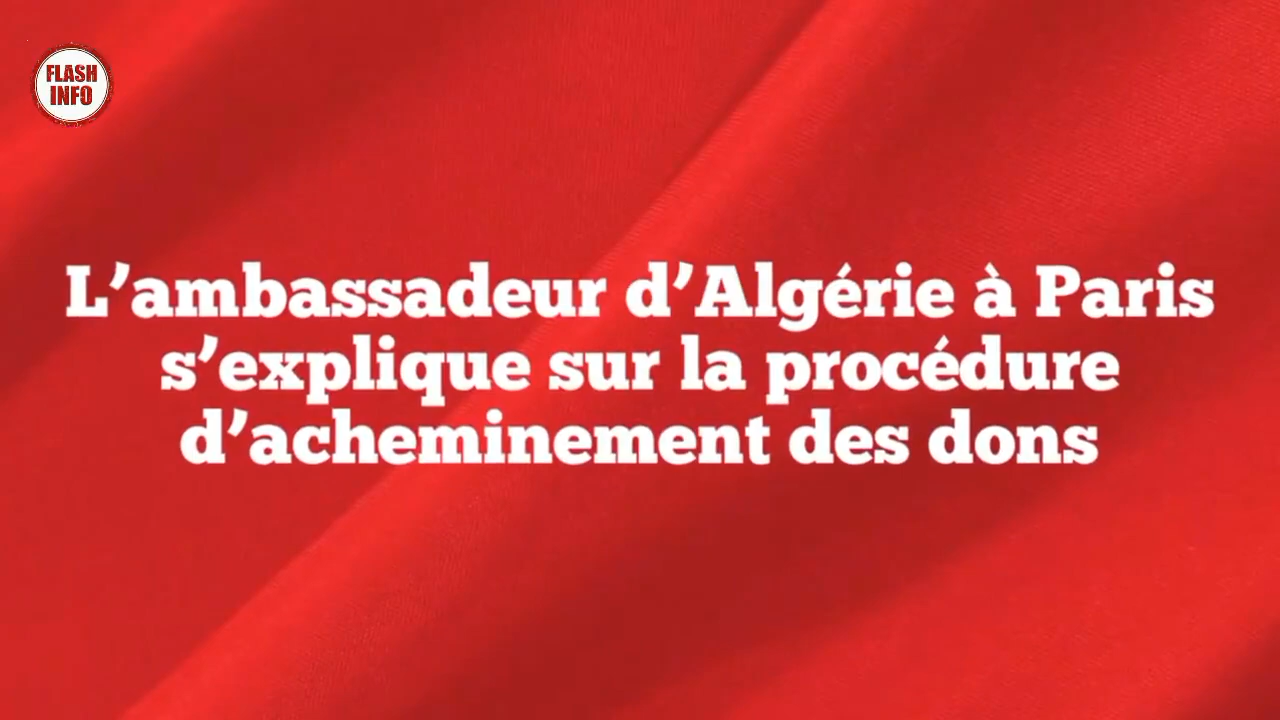 FLASH
INFO
L’ambassadeur d’Algérie à Paris
s’explique sur la procédure
d’acheminement des dons